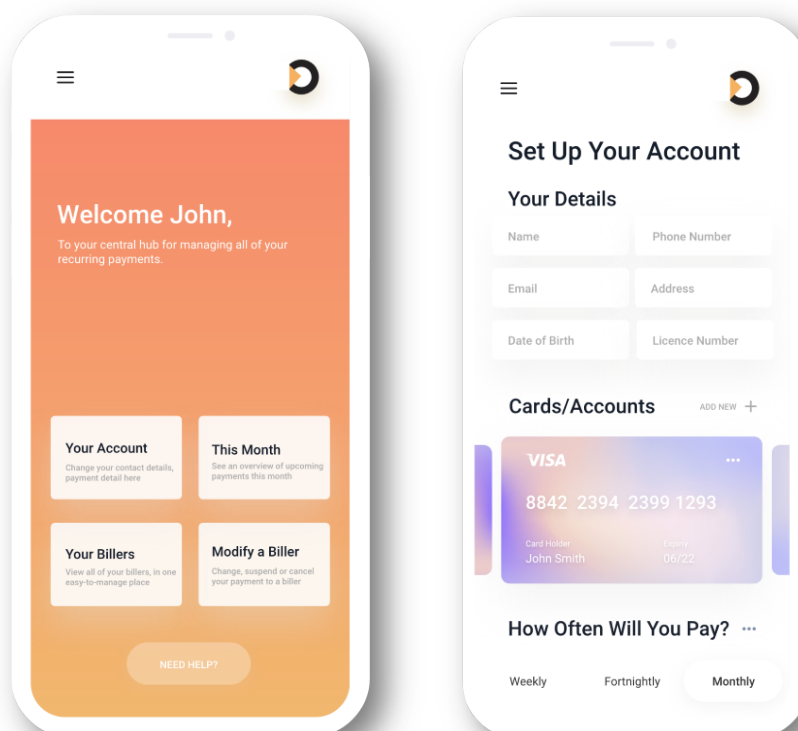 Welcome John,
To your central hub for managing all of your
recurring payments.
Your Account
Change your contact details,
payment detail here
This Month
See an overview of upcoming
payments this month
Your Billers
View all of your billers, in one
easy-to-manage place
Modify a Biller
Change, suspend or cancel
your payment to a biller
NEED HELP?
Set Up Your Account
Your Details
Name
Phone Number
Email
Address
Date of Birth
Licence Number
Cards/Accounts
ADD NEW +
VISA
8842 2394 2399 1293
Card Holder
Expiry
John Smith
06/22
How Often Will You Pay?
Weekly
Fortnightly
Monthly